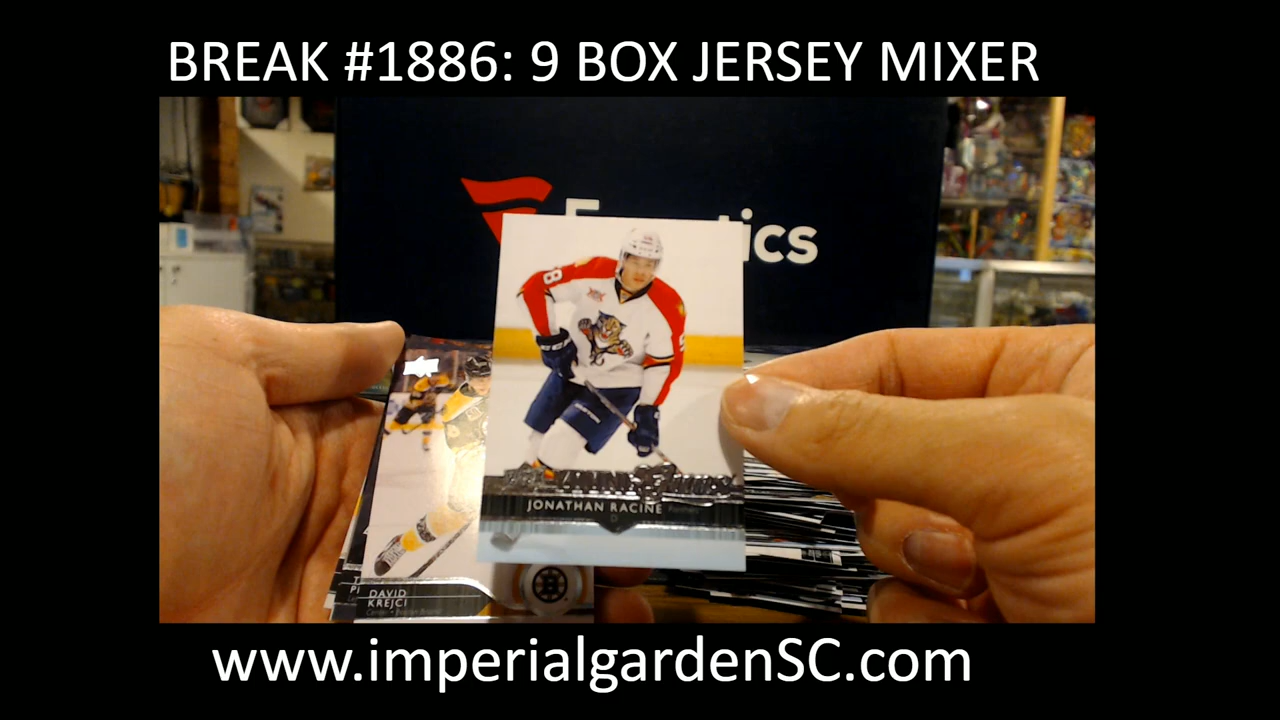 BREAK #1886: 9 BOX JERSEY MIXER
JONATHAN RACINE
DAVID
KREJCI
www.imperialgardenSC.com